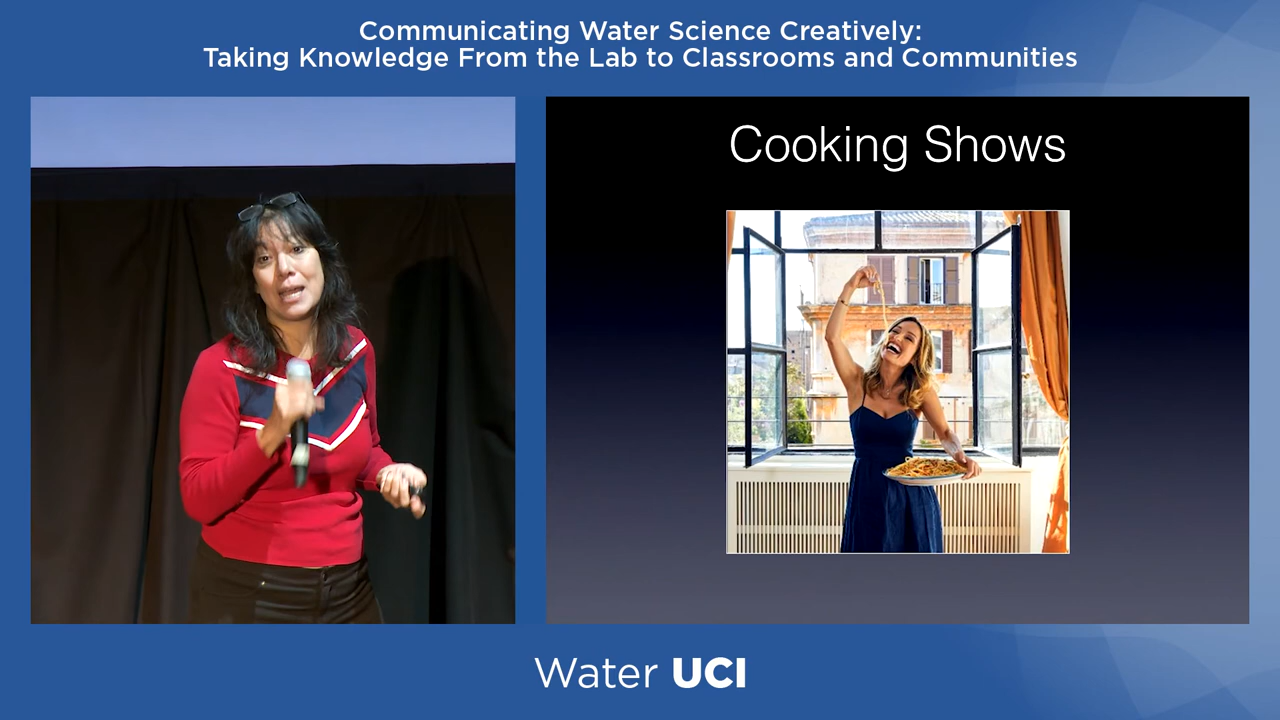 Communicating Water Science Creatively:
Taking Knowledge From the Lab to Classrooms and Communities
Cooking Shows
Water UCI